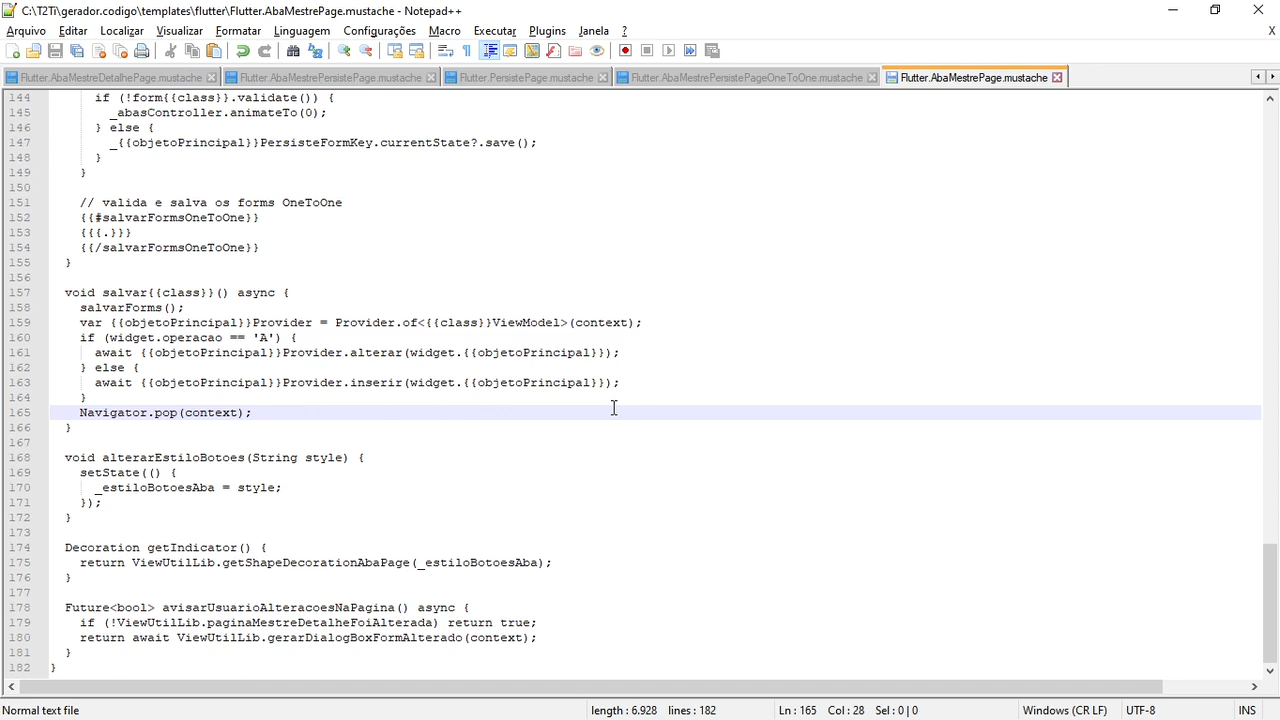 C:\T2Ti\gerador.codigo\templates\flutter\Flutter.AbaMestrePage.mustache - Notepad++
Arquivo Editar Localizar Visualizar Formatar Linguagem Configurações Macro Executar Plugins Janela ? X
Flutter.AbaMestreDetalhePage.mustache Flutter.AbaMestrePersistePage.mustache Flutter.PersistePage.mustache Flutter.AbaMestrePersistePageOneToOne.mustache Flutter.AbaMestrePage.mustache
144 if (!form{{class}}.validate()) {
145 _abasController.animateTo(0);
146 } else {
147 _{{objetoPrincipal}}PersisteFormKey.currentState?.save();
148 }
149 }
150
151 // valida e salva os forms OneToOne
152 {{#salvarFormsOneToOne}}
153 {{{.}}}
154 {{/salvarFormsOneToOne}}
155 }
156
157 void salvar{{class}}() async {
158 salvarForms();
159 var {{objetoPrincipal}}Provider = Provider.of<{{class}}ViewModel>(context);
160 if (widget.operacao == 'A') {
161 await {{objetoPrincipal}}Provider.alterar(widget.{{objetoPrincipal}});
162 } else {
163 await {{objetoPrincipal}}Provider.inserir(widget.{{objetoPrincipal}});
164 }
165 Navigator.pop(context);
166 }
167
168 void alterarEstiloBotoes(String style) {
169 setState(() {
170 _estiloBotoesAba = style;
171 });
172 }
173
174 Decoration getIndicator() {
175 return ViewUtilLib.getShapeDecorationAbaPage(_estiloBotoesAba);
176 }
177
178 Future<bool> avisarUsuarioAlteracoesNaPagina() async {
179 if (!ViewUtilLib.paginaMestreDetalheFoiAlterada) return true;
180 return await ViewUtilLib.gerarDialogBoxFormAlterado(context);
181 }
182 }
Normal text file length : 6.928 lines : 182 Ln : 165 Col : 28 Sel : 0 | 0 Windows (CR LF) UTF-8 INS